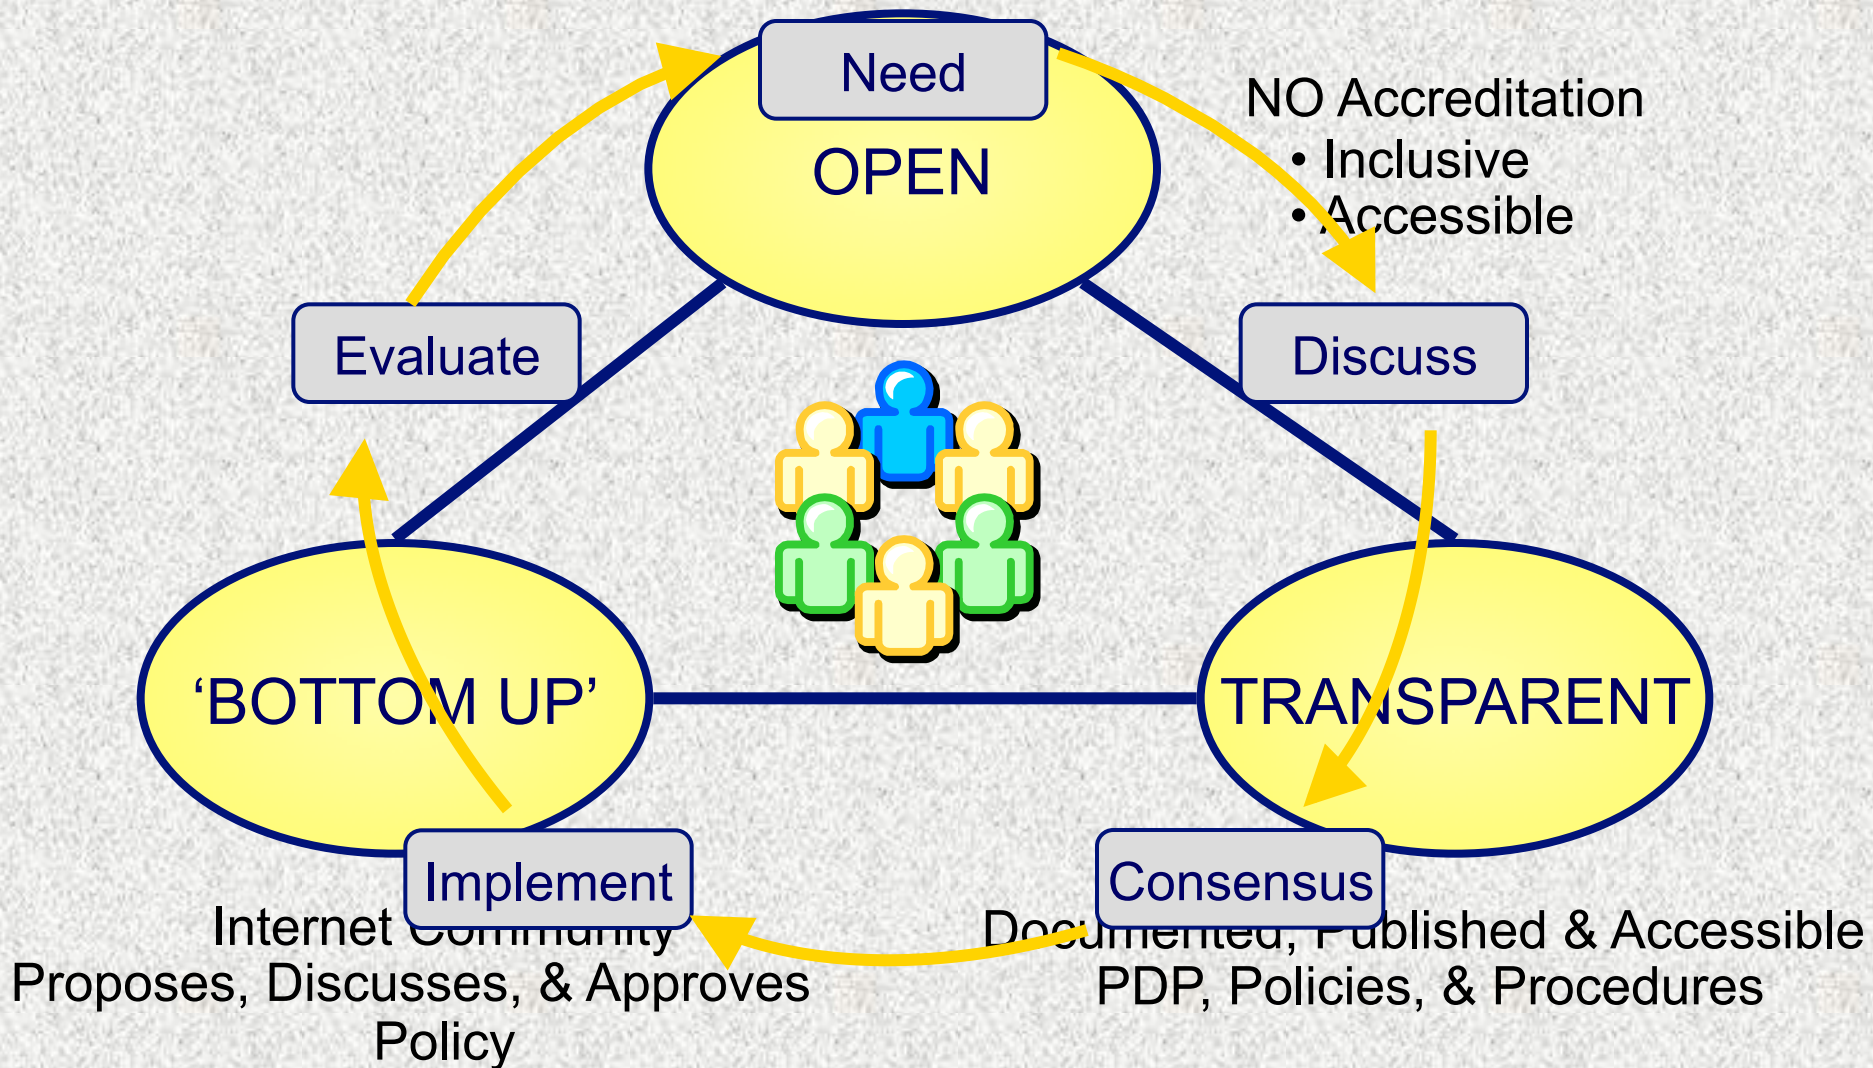 Need
OPEN
NO Accreditation
• Inclusive
• Accessible
Evaluate
Discuss
‘BOTTOM UP’
TRANSPARENT
Implement
Consensus
Internet Community
Proposes, Discusses, & Approves
Policy
Documented, Published & Accessible
PDP, Policies, & Procedures